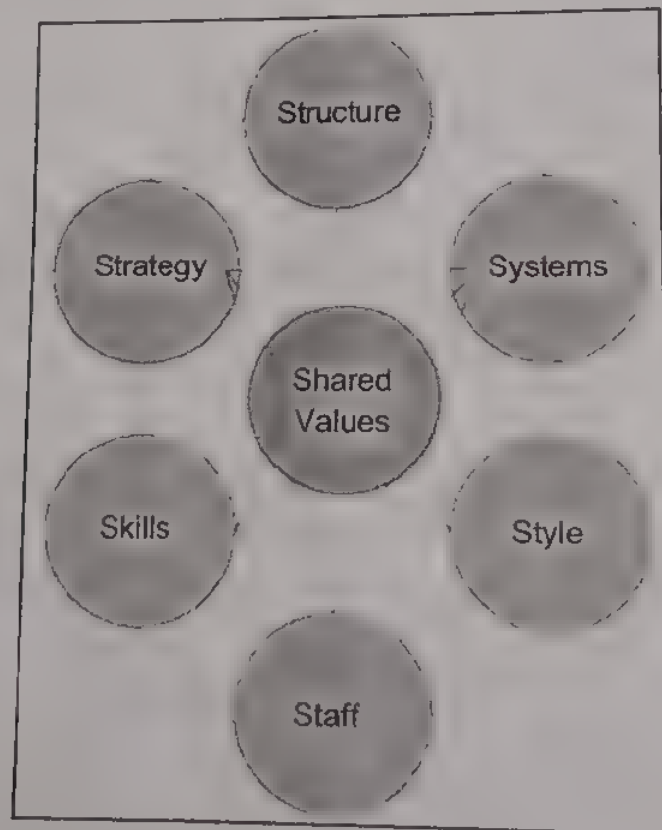 Structure
Strategy
Systems
Shared
Values
Skills
Style
Staff